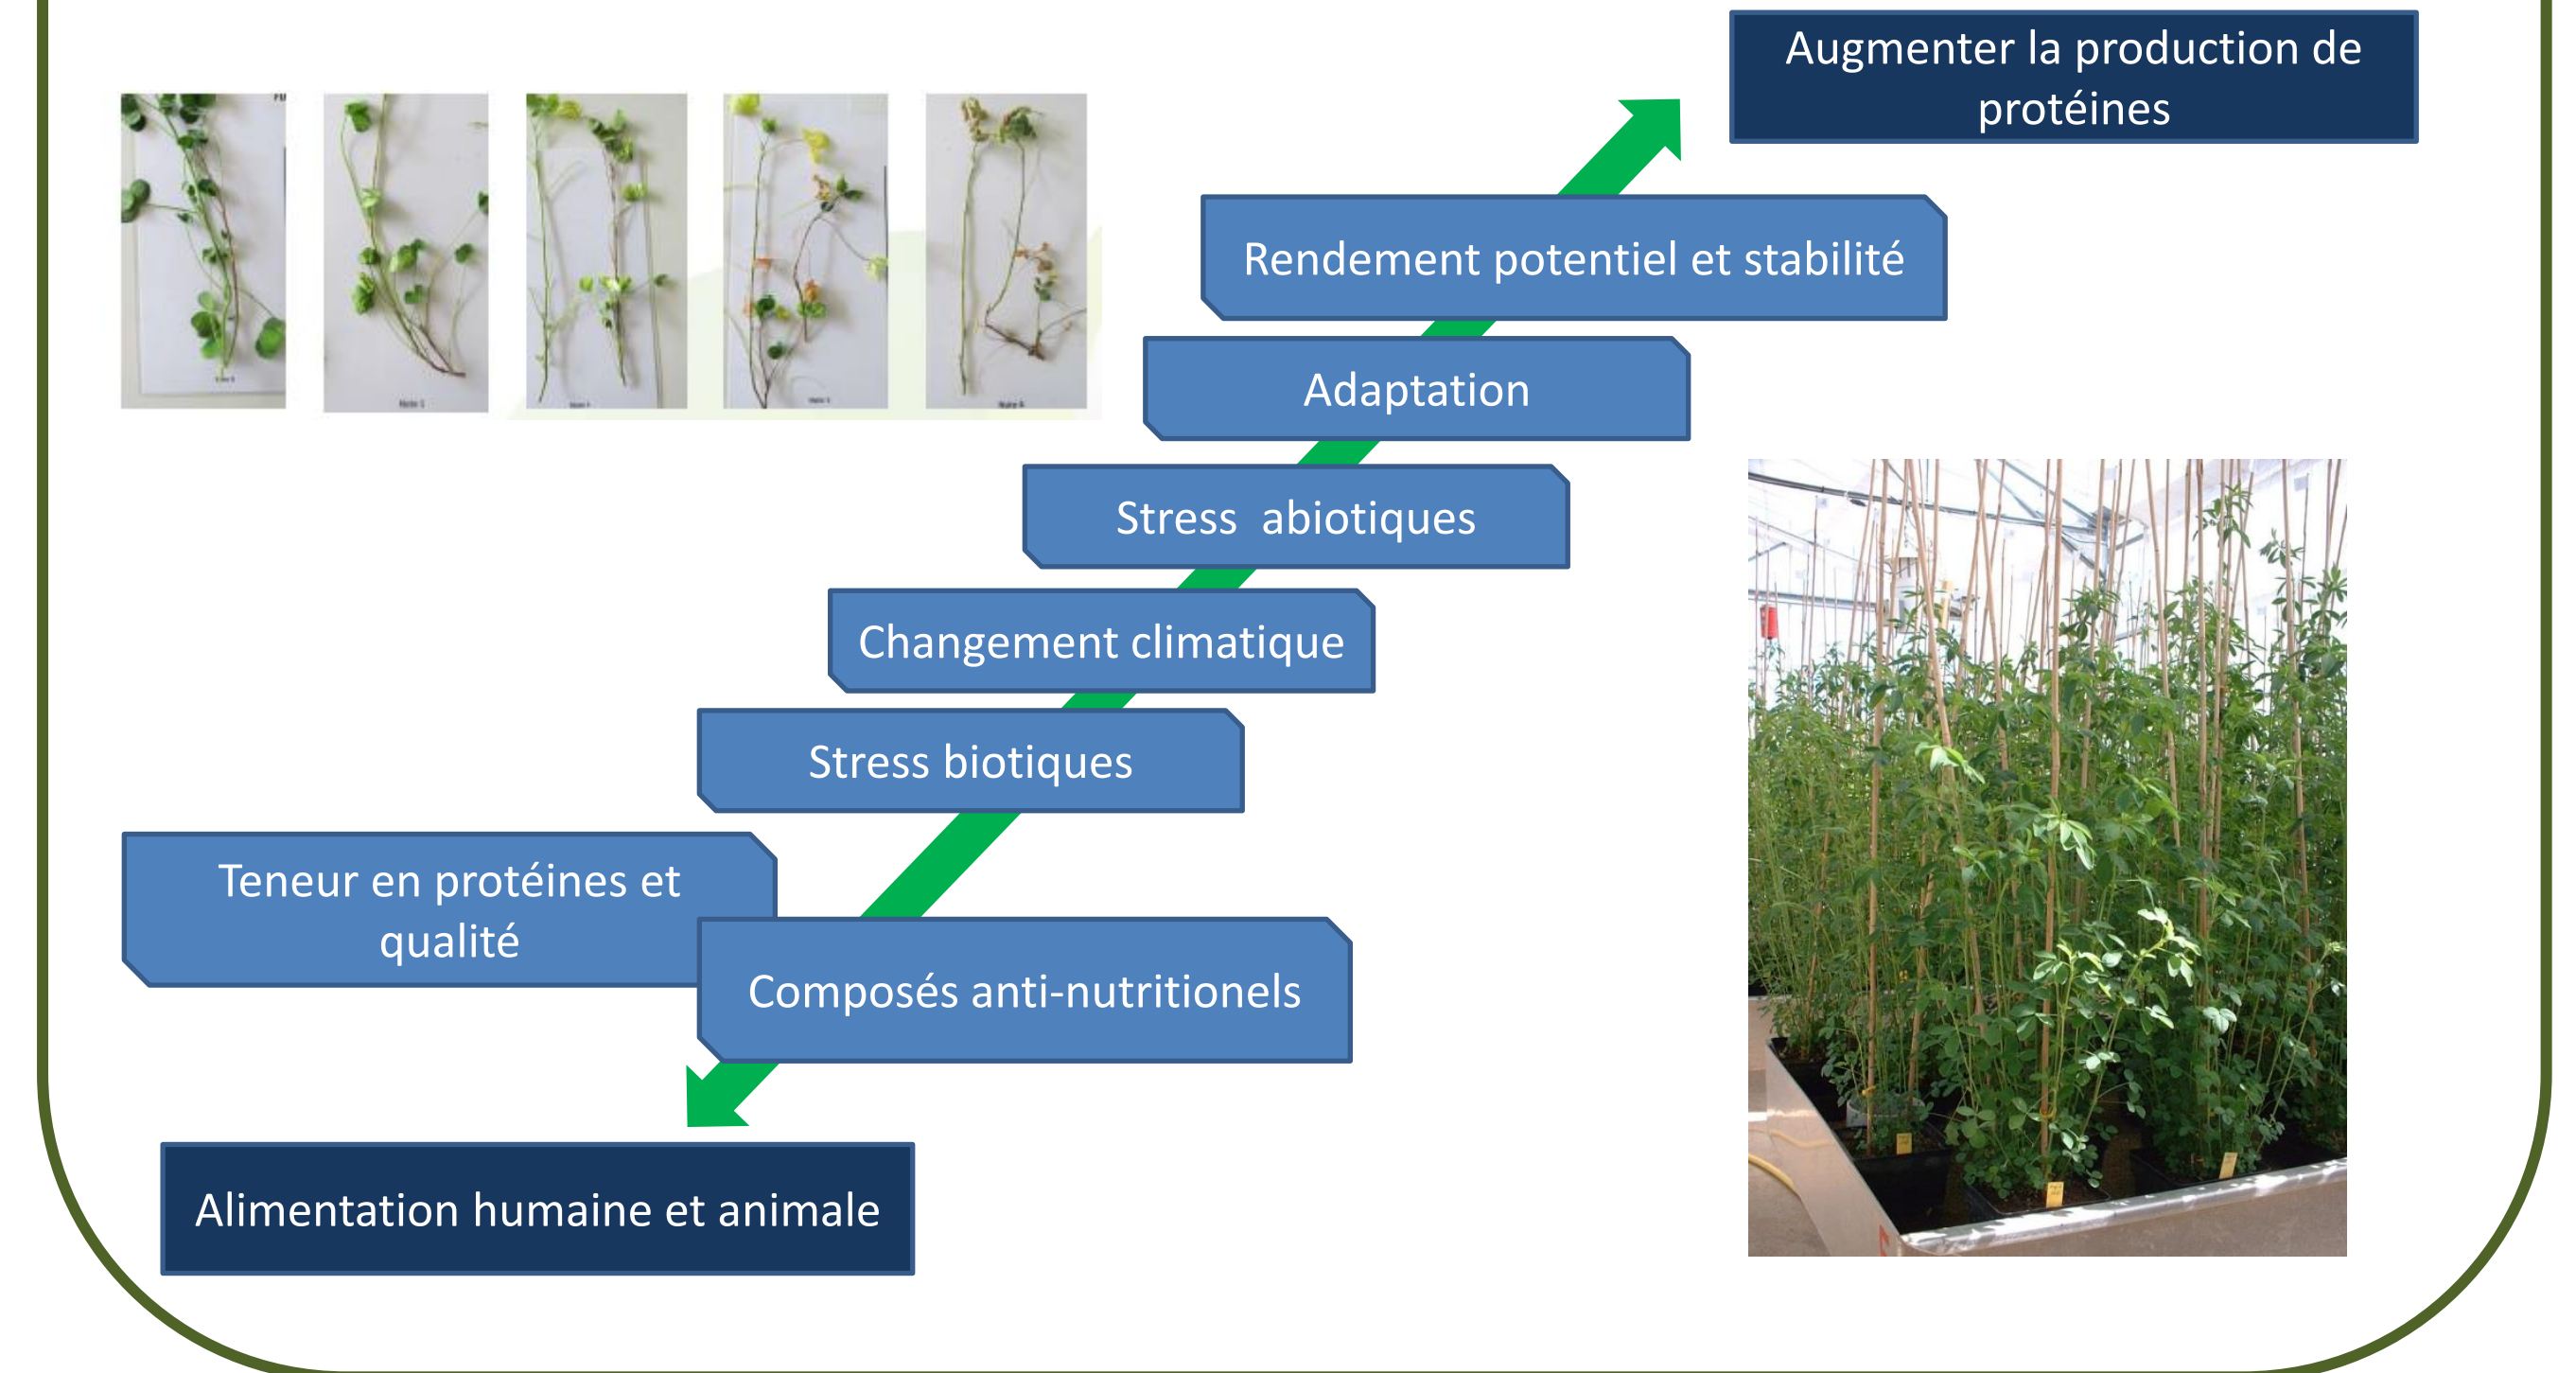 Augmenter la production de
protéines
Rendement potentiel et stabilité
Adaptation
Stress  abiotiques
Changement climatique
Stress biotiques
Teneur en protéines et
qualité
Composés anti-nutritionels
Alimentation humaine et animale